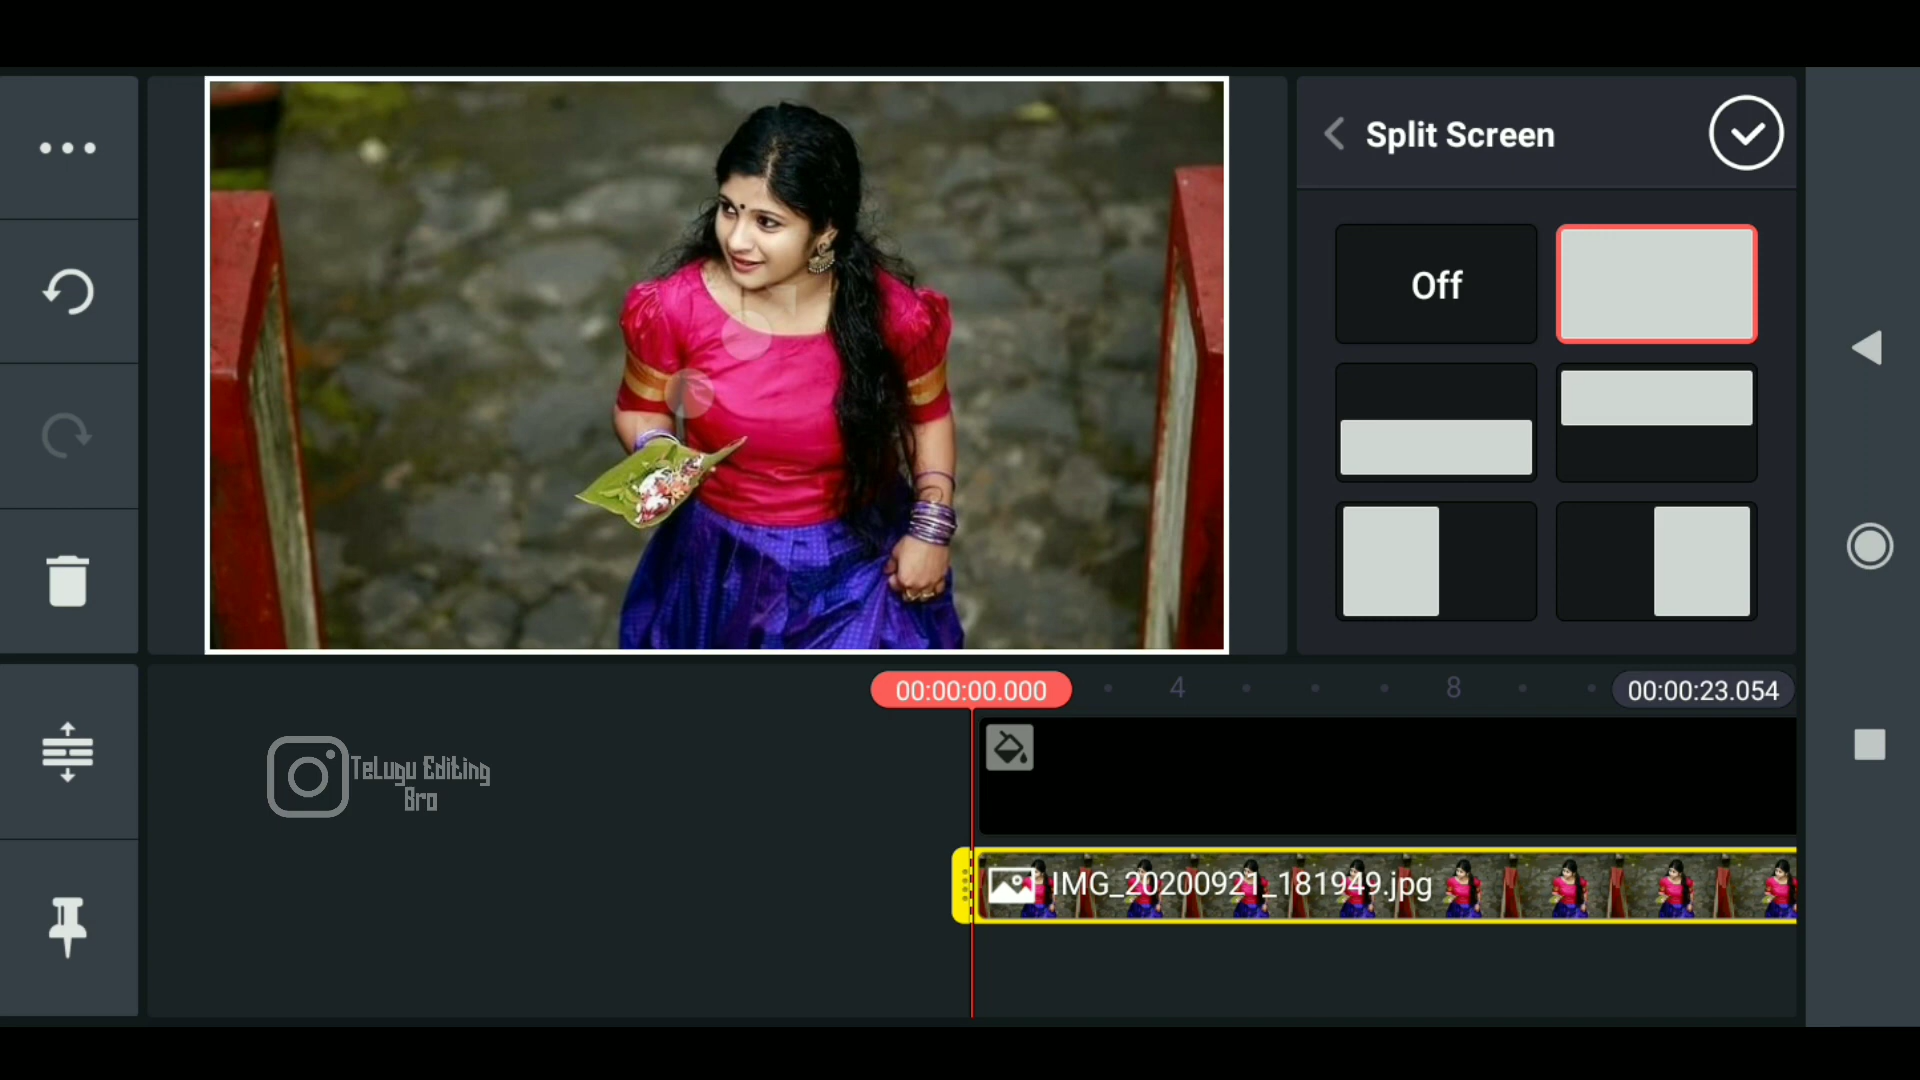 Split Screen
Off
00:00:00.000
4
8
00:00:23.054
TeLugu Editing
Bro
IMG_20200921_181949.jpg